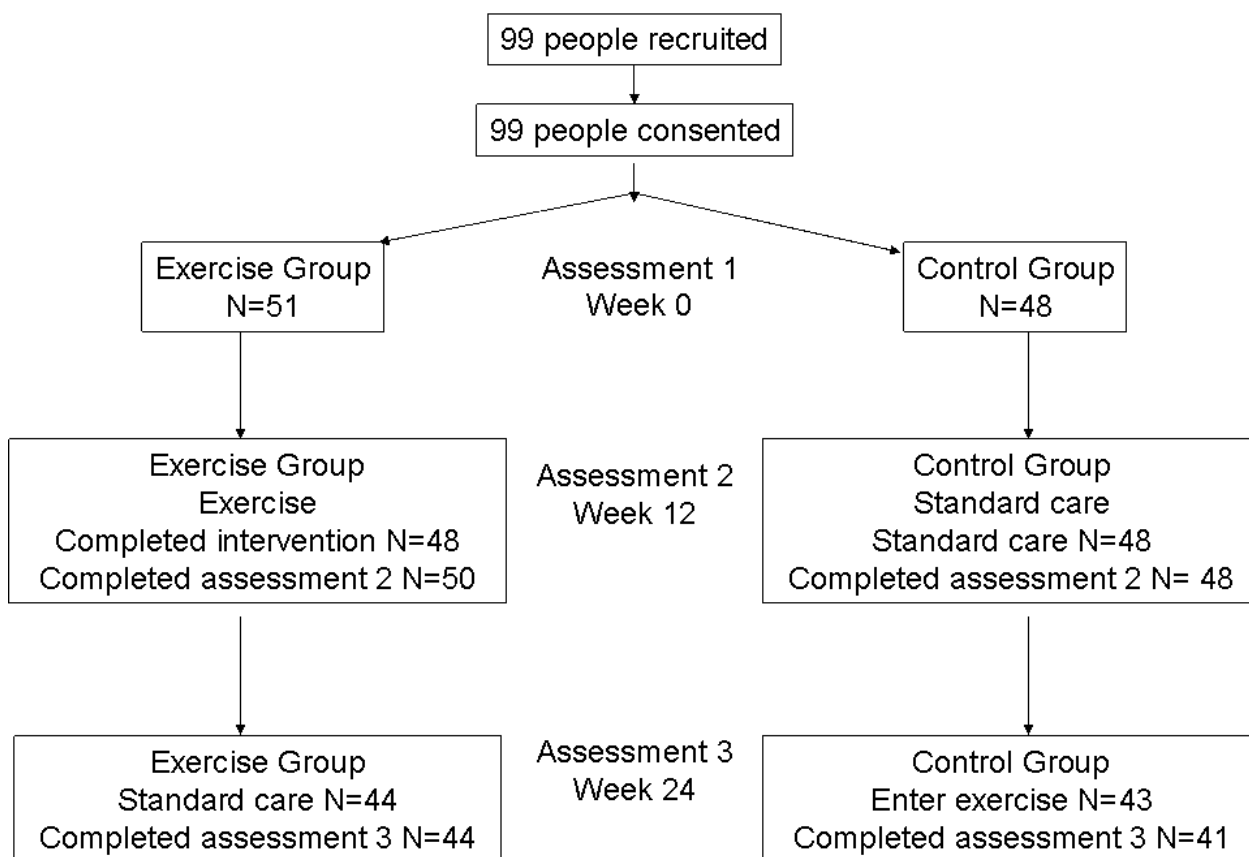 99 people recruited
99 people consented
Exercise Group
N=51
Assessment 1
Week 0
Control Group
N=48
Exercise Group
Exercise
Completed intervention N=48
Completed assessment 2 N=50
Assessment 2
Week 12
Control Group
Standard care
Standard care N=48
Completed assessment 2 N= 48
Exercise Group
Standard care N=44
Completed assessment 3 N=44
Assessment 3
Week 24
Control Group
Enter exercise N=43
Completed assessment 3 N=41